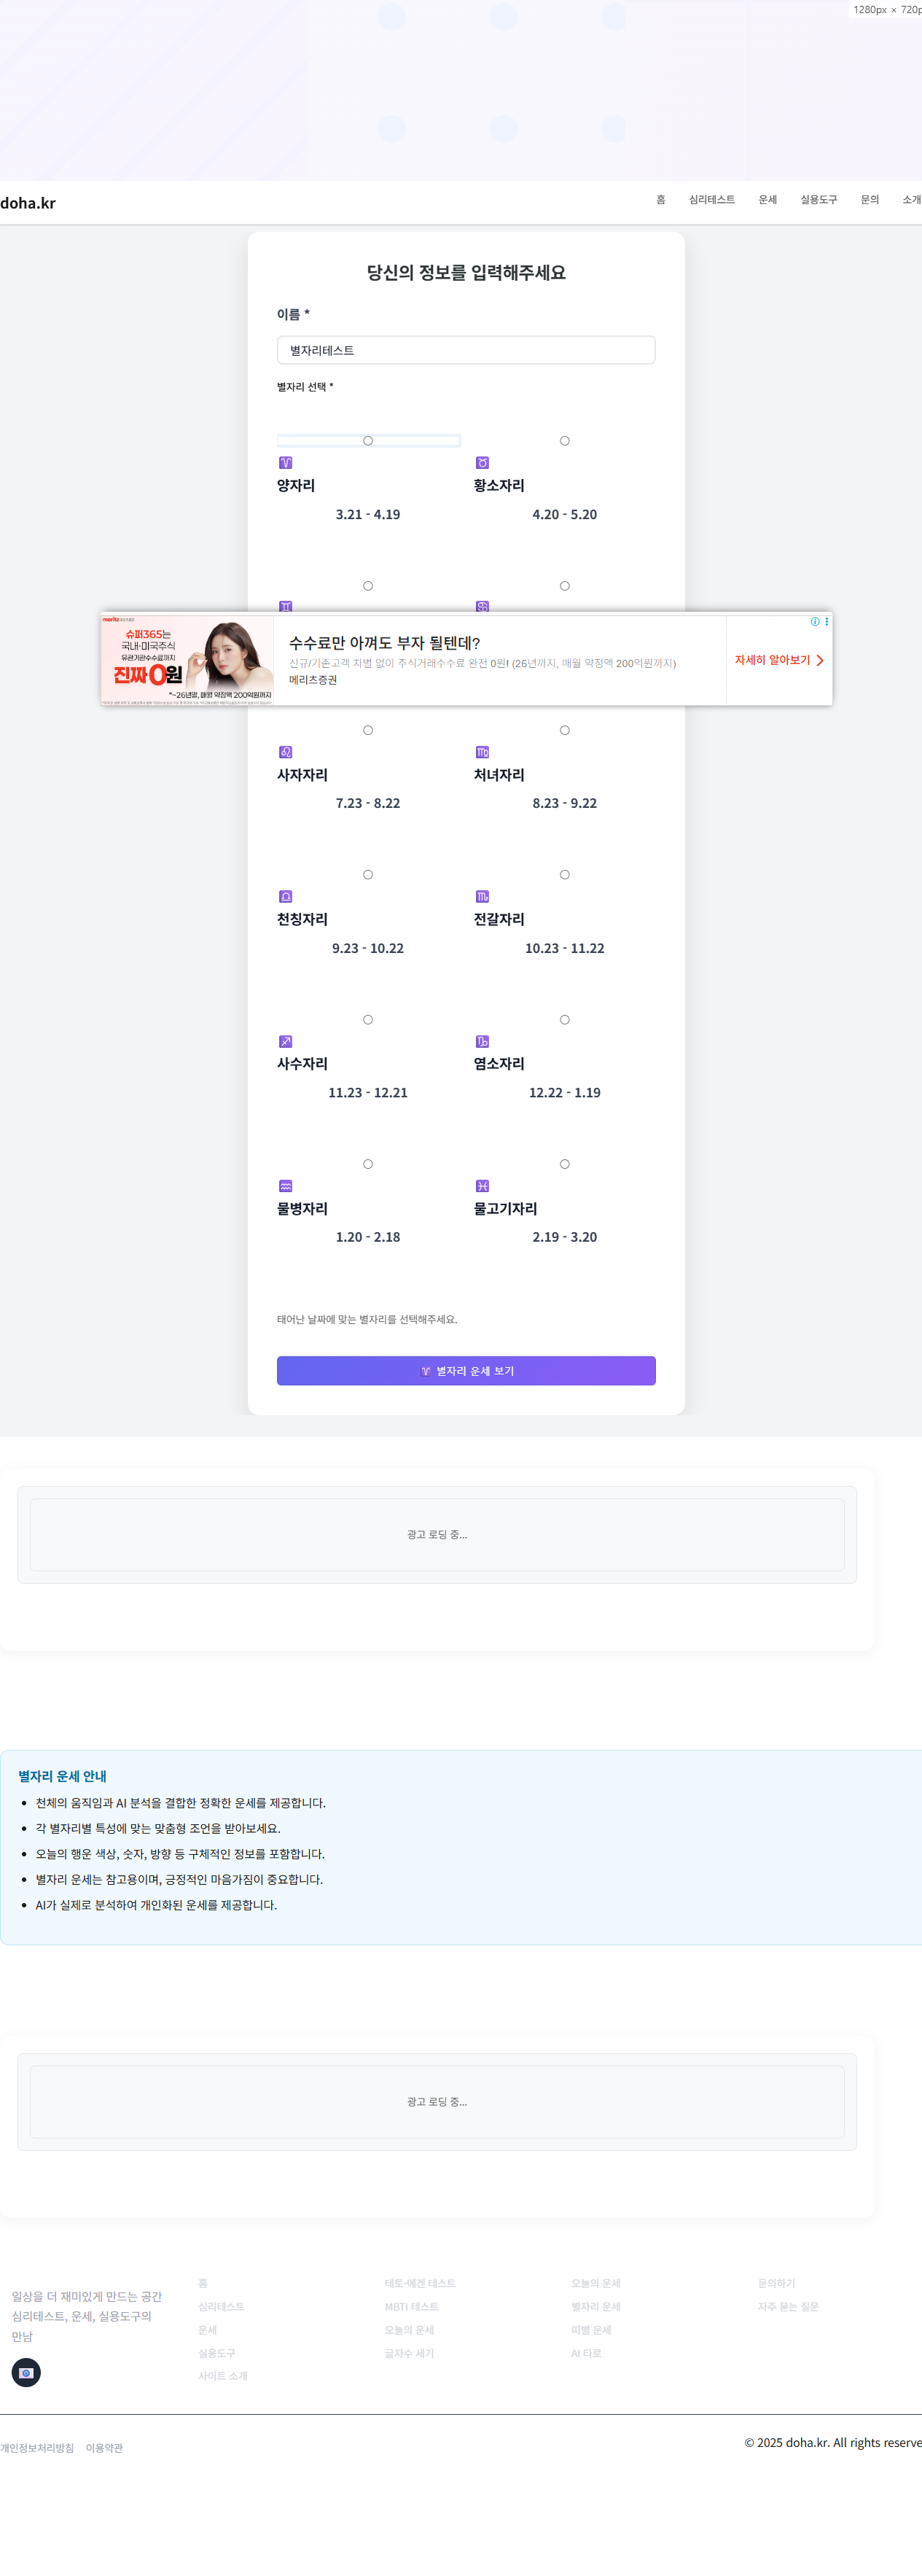 1280px × 720p
doha.kr
홈 심리테스트 운세 실용도구 문의 소개
당신의 정보를 입력해주세요
이름 *
별자리테스트
별자리 선택 *
♈ ♉
양자리 황소자리
3.21 - 4.19 4.20 - 5.20
♊ ♋
meritz
슈퍼365는
국내·미국주식
유관기관수수료까지
진짜0원
*~26년말, 매월 약정액 200억원까지
수수료만 아껴도 부자 될텐데?
신규/기존고객 차별 없이 주식거래수수료 완전 0원! (26년까지, 매월 약정액 200억원까지)
메리츠증권
자세히 알아보기
♌ ♍
사자자리 처녀자리
7.23 - 8.22 8.23 - 9.22
♎ ♏
천칭자리 전갈자리
9.23 - 10.22 10.23 - 11.22
♐ ♑
사수자리 염소자리
11.23 - 12.21 12.22 - 1.19
♒ ♓
물병자리 물고기자리
1.20 - 2.18 2.19 - 3.20
태어난 날짜에 맞는 별자리를 선택해주세요.
♈ 별자리 운세 보기
광고 로딩 중...
별자리 운세 안내
• 천체의 움직임과 AI 분석을 결합한 정확한 운세를 제공합니다.
• 각 별자리별 특성에 맞는 맞춤형 조언을 받아보세요.
• 오늘의 행운 색상, 숫자, 방향 등 구체적인 정보를 포함합니다.
• 별자리 운세는 참고용이며, 긍정적인 마음가짐이 중요합니다.
• AI가 실제로 분석하여 개인화된 운세를 제공합니다.
광고 로딩 중...
일상을 더 재미있게 만드는 공간
심리테스트, 운세, 실용도구의
만남
홈
심리테스트
운세
실용도구
사이트 소개
테토-에겐 테스트
MBTI 테스트
오늘의 운세
글자수 세기
오늘의 운세
별자리 운세
띠별 운세
AI 타로
문의하기
자주 묻는 질문
개인정보처리방침 이용약관
© 2025 doha.kr. All rights reserve